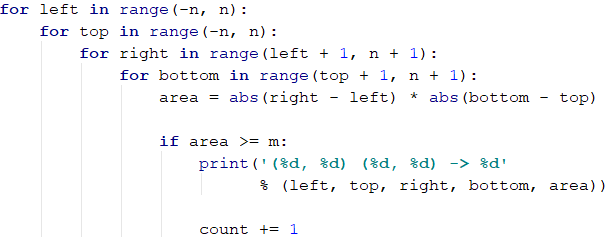 for left in range(-n, n):
    for top in range(-n, n):
        for right in range(left + 1, n + 1):
            for bottom in range(top + 1, n + 1):
                area = abs(right - left) * abs(bottom - top)

                if area >= m:
                    print('(%d, %d) (%d, %d) -> %d'
                          % (left, top, right, bottom, area))

                    count += 1